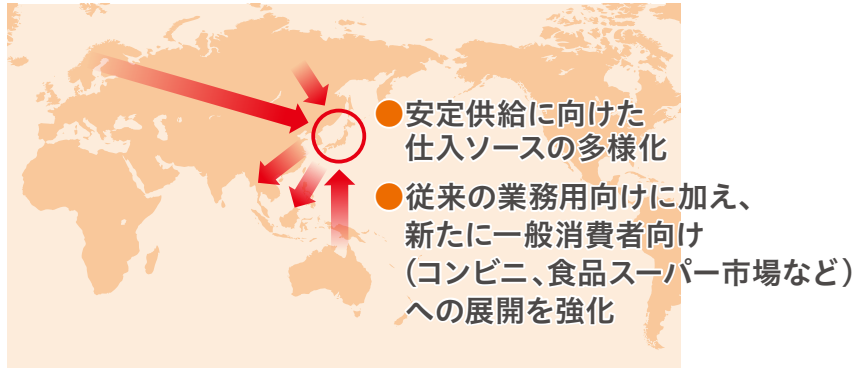 ●安定供給に向けた
仕入ソースの多様化
●従来の業務用向けに加え、
新たに一般消費者向け
(コンビニ、食品スーパー市場など)
への展開を強化